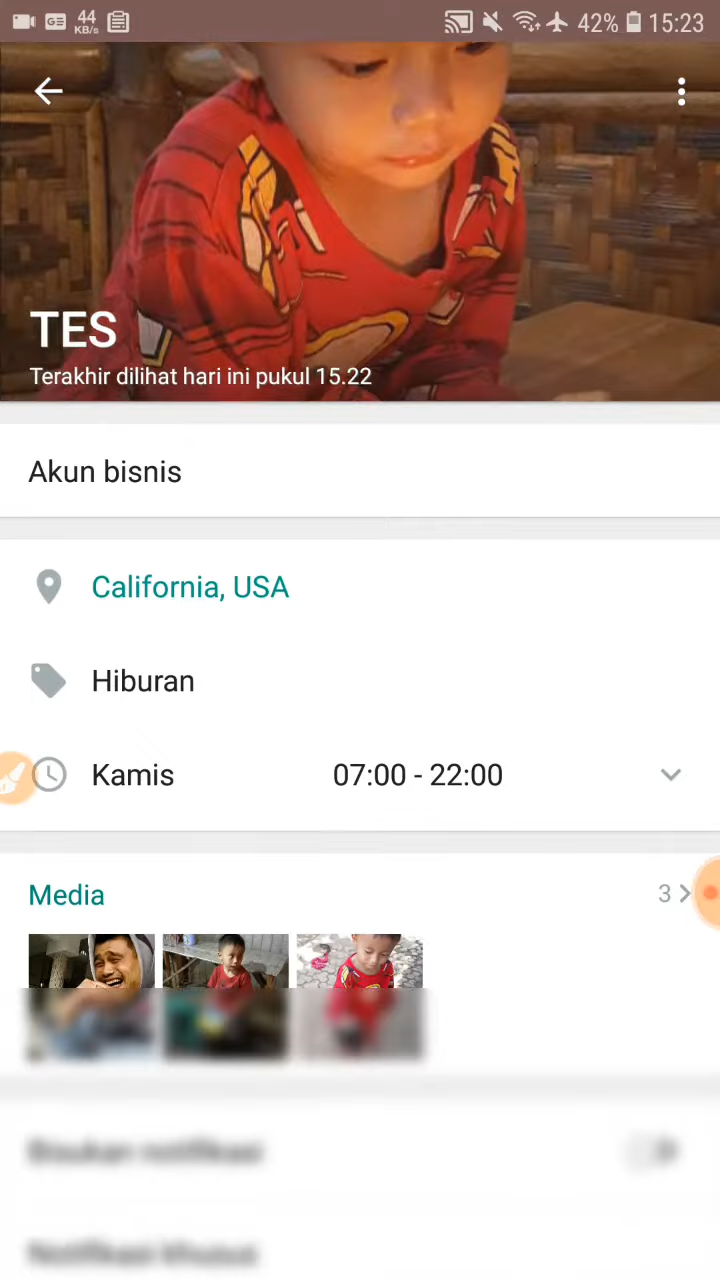 GE
44
KB/s
42%
15:23
TES
Terakhir dilihat hari ini pukul 15.22
Akun bisnis
California, USA
Hiburan
Kamis 07:00 - 22:00
Media 3